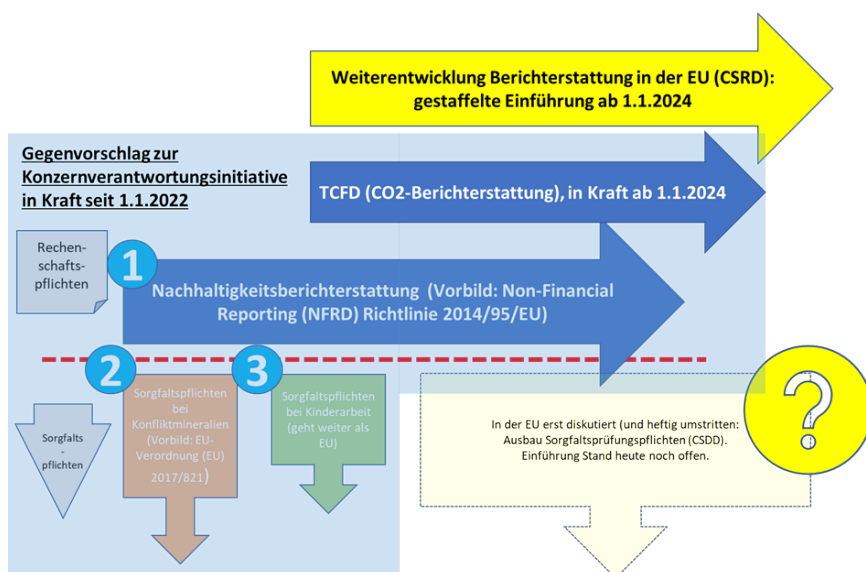 Weiterentwicklung Berichterstattung in der EU (CSRD):
gestaffelte Einführung ab 1.1.2024
Gegenvorschlag zur
Konzernverantwortungsinitiative
in Kraft seit 1.1.2022
TCFD (CO2-Berichterstattung), in Kraft ab 1.1.2024
Rechen-
schafts-
pflichten
1
Nachhaltigkeitsberichterstattung (Vorbild: Non-Financial
Reporting (NFRD) Richtlinie 2014/95/EU)
2
3
Sorgfalts
-
pflichten
Sorgfaltspflichten
bei
Konfliktmineralien
(Vorbild: EU-
Verordnung (EU)
2017/821)
Sorgfaltspflichten
bei Kinderarbeit
(geht weiter als
EU)
In der EU erst diskutiert (und heftig umstritten:
Ausbau Sorgfaltsprüfungspflichten (CSDD).
Einführung Stand heute noch offen.
?